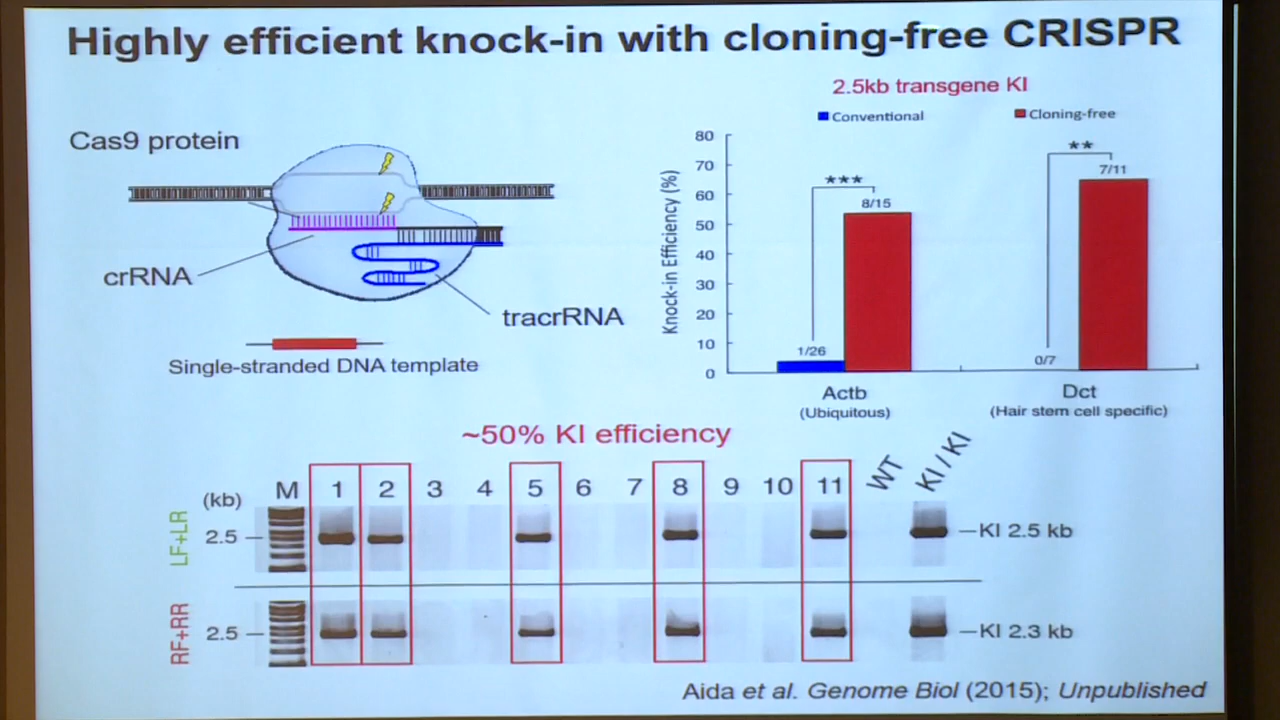 Highly efficient knock-in with cloning-free CRISPR
Cas9 protein
crRNA
tracrRNA
Single-stranded DNA template
2.5kb transgene KI
Conventional
Cloning-free
Knock-in Efficiency (%)
80
70
60
50
40
30
20
10
0
***
8/15
1/26
**
7/11
0/7
Actb
(Ubiquitous)
Dct
(Hair stem cell specific)
~50% KI efficiency
(kb) M 1 2 3 4 5 6 7 8 9 10 11 WT KI / KI
LF+LR
2.5
KI 2.5 kb
RF+RR
2.5
KI 2.3 kb
Aida et al. Genome Biol (2015); Unpublished